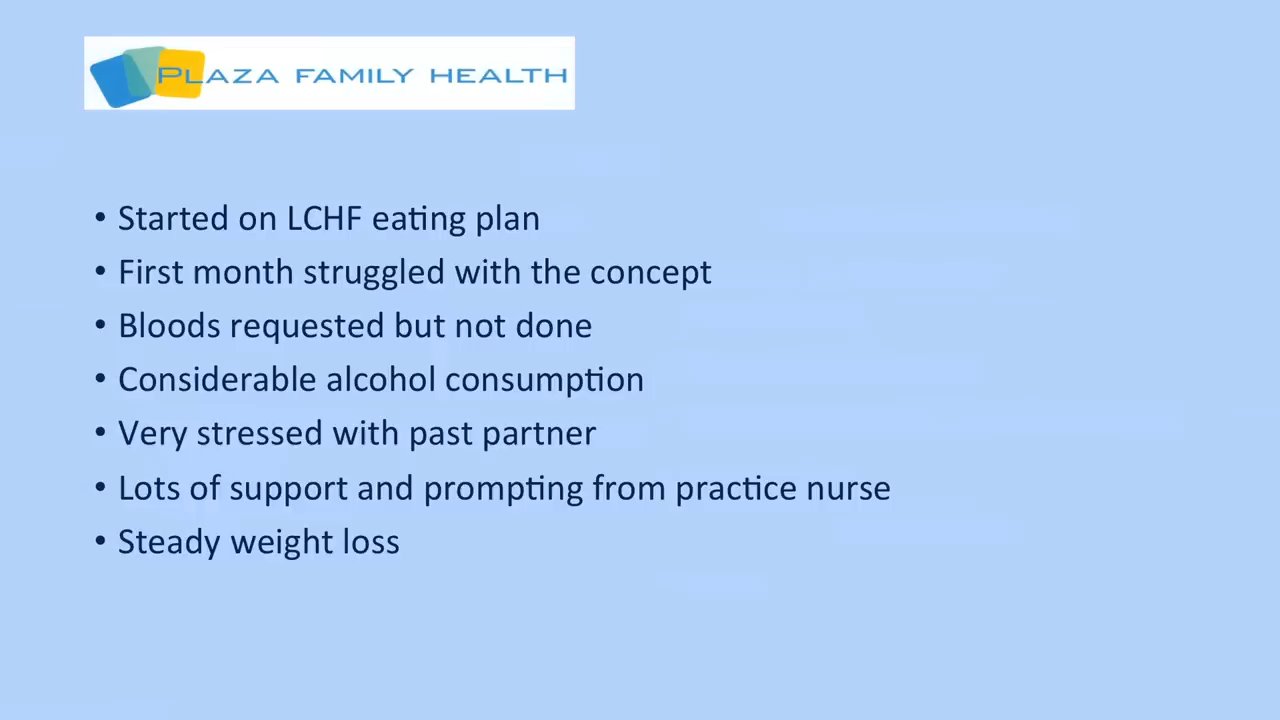 PLAZA FAMILY HEALTH
• Started on LCHF eating plan
• First month struggled with the concept
• Bloods requested but not done
• Considerable alcohol consumption
• Very stressed with past partner
• Lots of support and prompting from practice nurse
• Steady weight loss